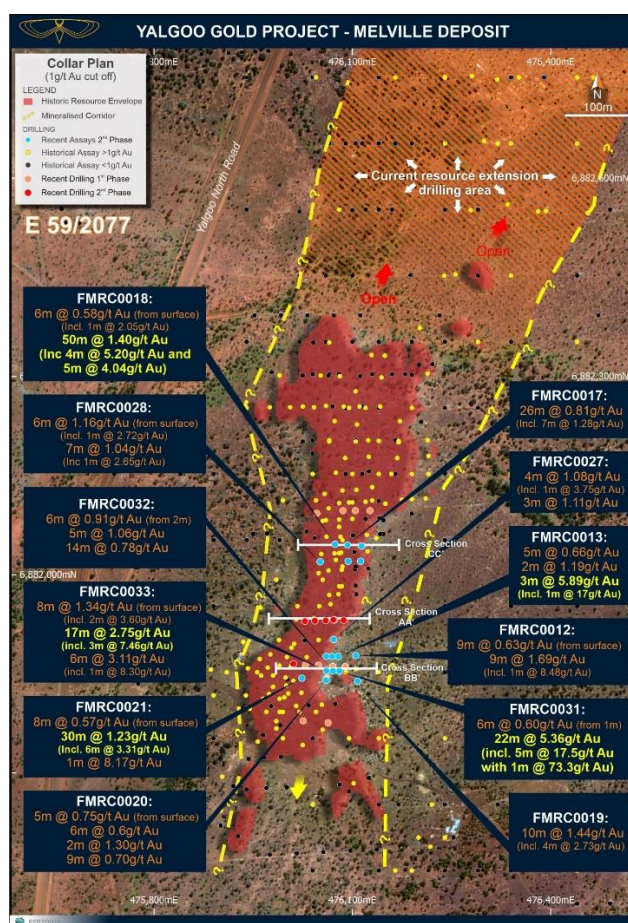 YALGOO GOLD PROJECT - MELVILLE DEPOSIT
476,100mE
476,400mE
Collar Plan
(1g/t Au cut off)
LEGEND
Historic Resource Envelope
Mineralised Corridor
DRILLING
Recent Assays 2nd Phase
Historical Assay >1g/t Au
Historical Assay <1g/t Au
Recent Drilling 1st Phase
Recent Drilling 2nd Phase
N
100m
Yalgoo North Road
E 59/2077
Current resource extension
drilling area
6,882,600mN
Open
Open
6,882,300mN
6,882,000mN
FMRC0018:
6m @ 0.58g/t Au (from surface)
(Incl. 1m @ 2.05g/t Au)
50m @ 1.40g/t Au
(Inc 4m @ 5.20g/t Au and
5m @ 4.04g/t Au)
FMRC0028:
6m @ 1.16g/t Au (from surface)
(Incl. 1m @ 2.72g/t Au)
7m @ 1.04g/t Au
(Inc 1m @ 2.65g/t Au)
FMRC0032:
6m @ 0.91g/t Au (from 2m)
5m @ 1.06g/t Au
14m @ 0.78g/t Au
FMRC0033:
8m @ 1.34g/t Au (from surface)
(Incl. 2m @ 3.60g/t Au)
17m @ 2.75g/t Au
(incl. 3m @ 7.46g/t Au)
6m @ 3.11g/t Au
(incl. 1m @ 8.30g/t Au)
FMRC0021:
8m @ 0.57g/t Au (from surface)
30m @ 1.23g/t Au
(Incl. 6m @ 3.31g/t Au)
1m @ 8.17g/t Au
FMRC0020:
5m @ 0.75g/t Au (from surface)
6m @ 0.6g/t Au
2m @ 1.30g/t Au
9m @ 0.70g/t Au
FMRC0017:
26m @ 0.81g/t Au
(Incl. 7m @ 1.28g/t Au)
FMRC0027:
4m @ 1.08g/t Au
(Incl. 1m @ 3.75g/t Au)
3m @ 1.11g/t Au
FMRC0013:
5m @ 0.66g/t Au
2m @ 1.19g/t Au
3m @ 5.89g/t Au
(Incl. 1m @ 17g/t Au)
FMRC0012:
9m @ 0.63g/t Au (from surface)
9m @ 1.69g/t Au
(Incl. 1m @ 8.48g/t Au)
FMRC0031:
6m @ 0.60g/t Au (from 1m)
22m @ 5.36g/t Au
(incl. 5m @ 17.5g/t Au
with 1m @ 73.3g/t Au)
FMRC0019:
10m @ 1.44g/t Au
(Incl. 4m @ 2.73g/t Au)
Cross Section
CC'
Cross Section
AA'
Cross Section
BB'
475,800mE
476,100mE
476,400mE